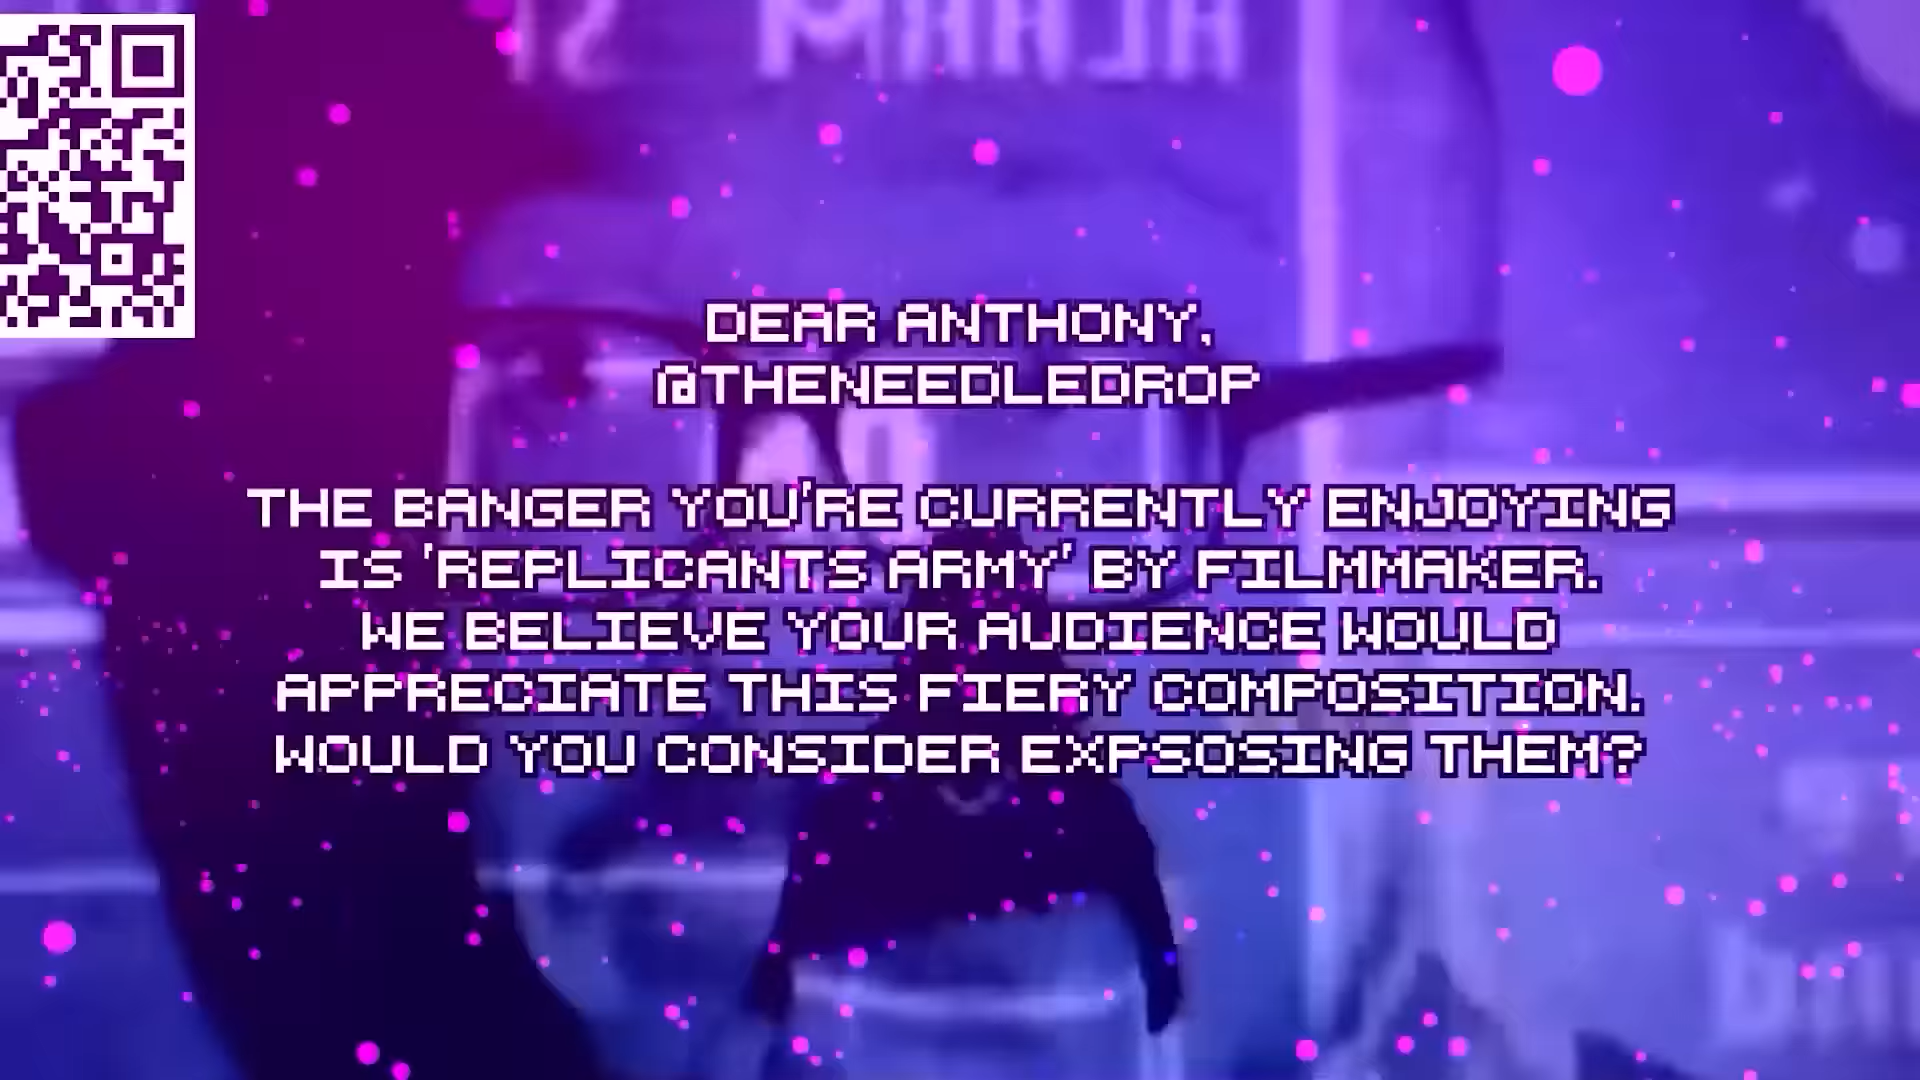 DEAR ANTHONY,
@THENEEDLEDROP
THE BANGER YOU'RE CURRENTLY ENJOYING
IS 'REPLICANTS ARMY' BY FILMMAKER.
WE BELIEVE YOUR AUDIENCE WOULD
APPRECIATE THIS FIERY COMPOSITION.
WOULD YOU CONSIDER EXPSOSING THEM?